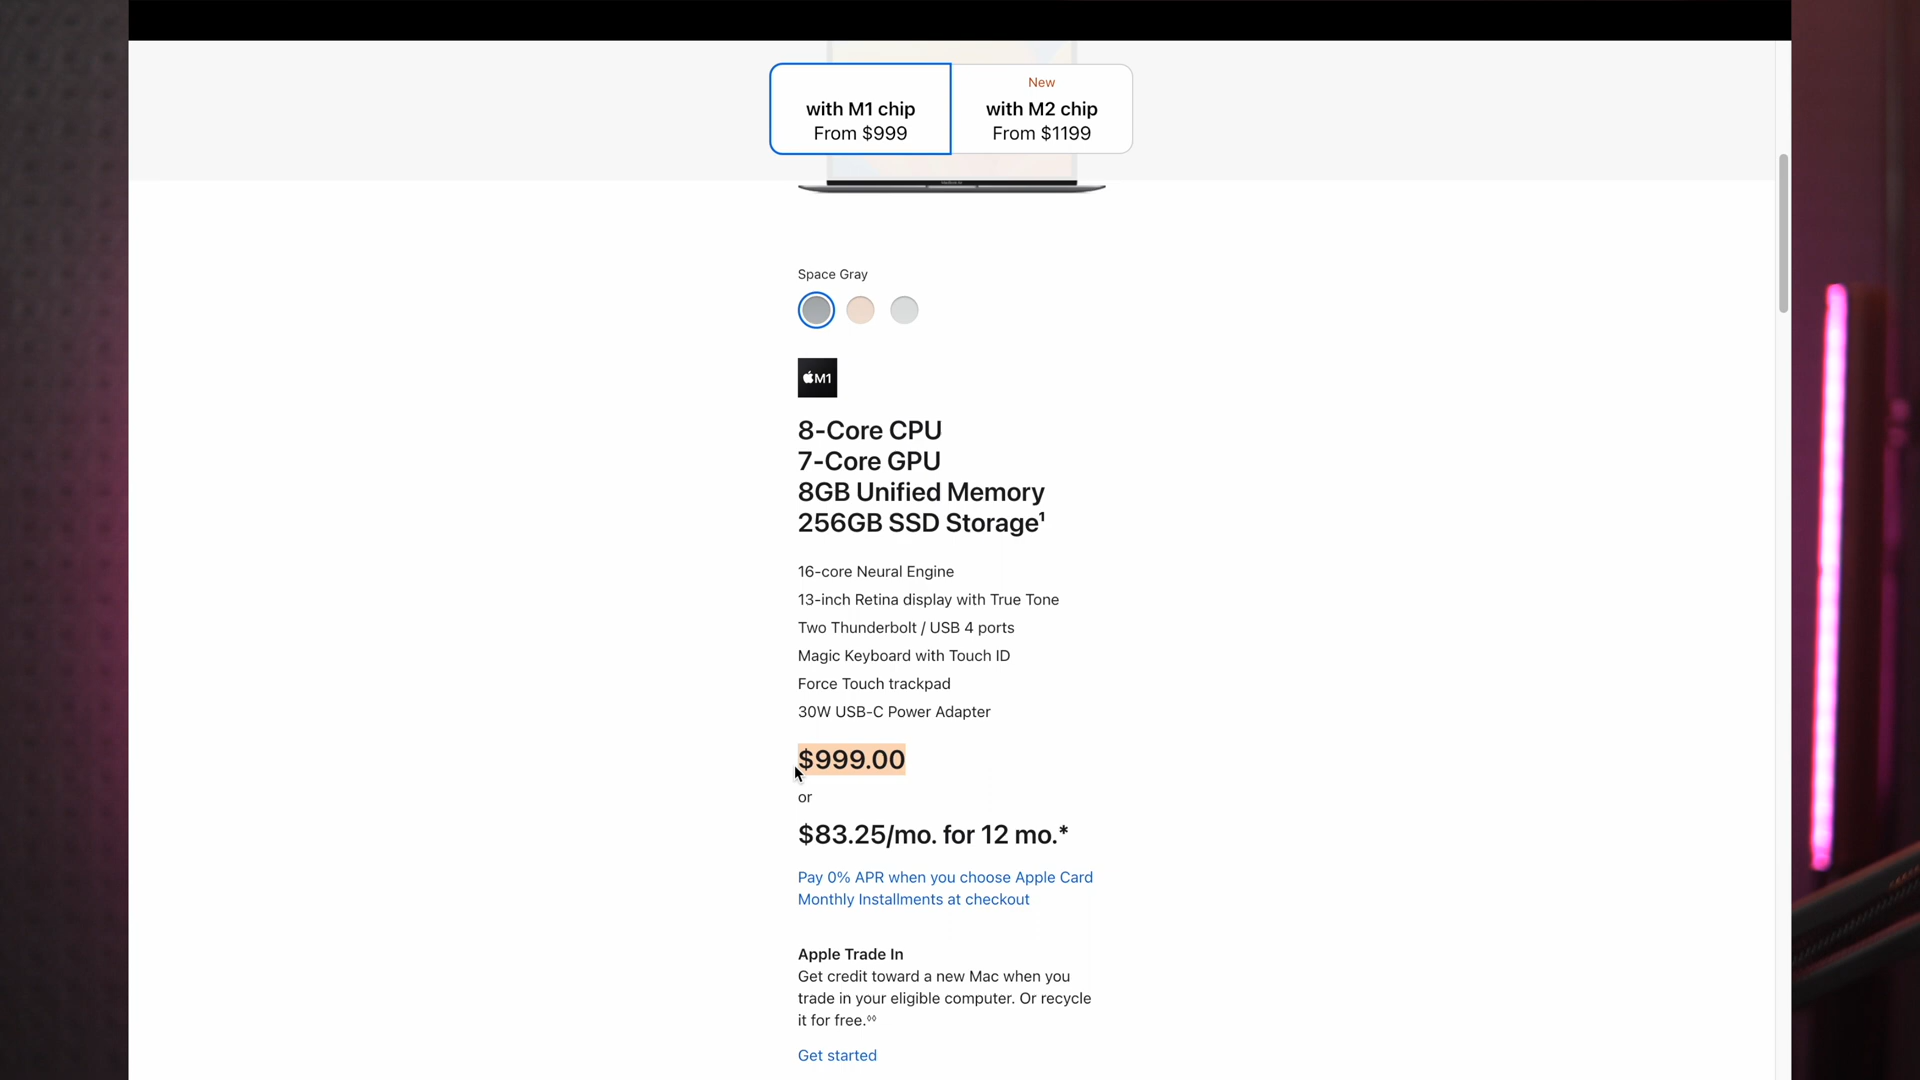 with M1 chip
From $999
New
with M2 chip
From $1199
Space Gray
M1
8-Core CPU
7-Core GPU
8GB Unified Memory
256GB SSD Storage¹
16-core Neural Engine
13-inch Retina display with True Tone
Two Thunderbolt / USB 4 ports
Magic Keyboard with Touch ID
Force Touch trackpad
30W USB-C Power Adapter
$999.00
or
$83.25/mo. for 12 mo.*
Pay 0% APR when you choose Apple Card
Monthly Installments at checkout
Apple Trade In
Get credit toward a new Mac when you
trade in your eligible computer. Or recycle
it for free.◊◊
Get started